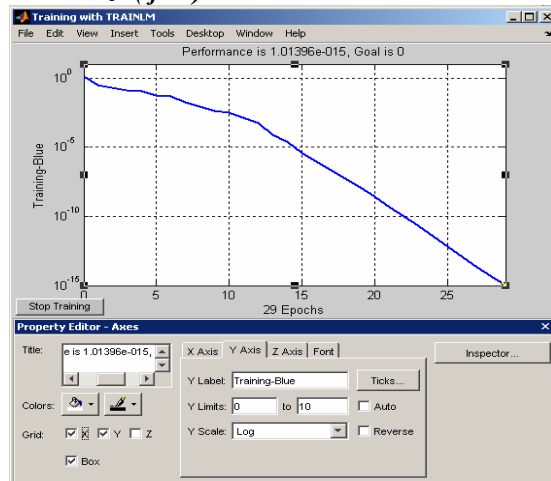 Training with TRAINLM
File Edit View Insert Tools Desktop Window Help
Performance is 1.01396e-015, Goal is 0
10^0
10^-5
10^-10
10^-15
Training-Blue
0 5 10 15 20 25
29 Epochs
Stop Training
Property Editor - Axes
Title: e is 1.01396e-015,
Colors:
Grid: X Y Z
Box
X Axis Y Axis Z Axis Font
Y Label: Training-Blue Ticks...
Y Limits: 0 to 10 Auto
Y Scale: Log Reverse
Inspector...